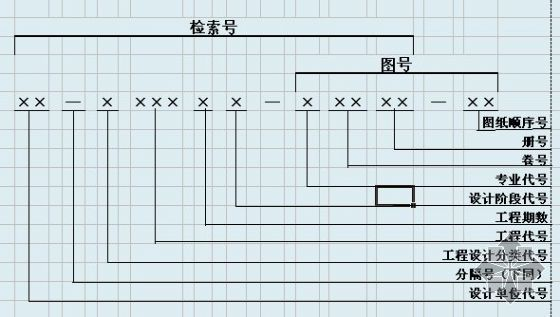 检索号
图号
×× — × ××× × × — × ×× ×× — ××
图纸顺序号
册号
卷号
专业代号
设计阶段代号
工程期数
工程代号
工程设计分类代号
分隔号（下同）
设计单位代号